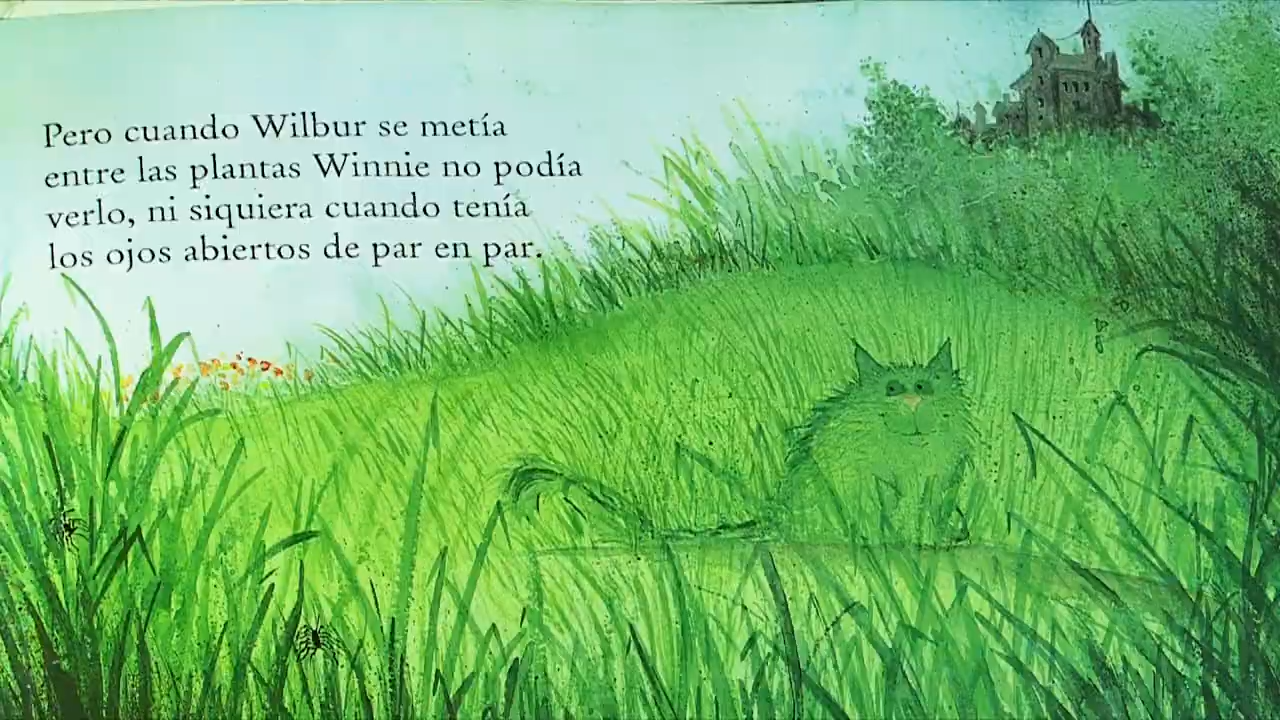 Pero cuando Wilbur se metía
entre las plantas Winnie no podía
verlo, ni siquiera cuando tenía
los ojos abiertos de par en par.